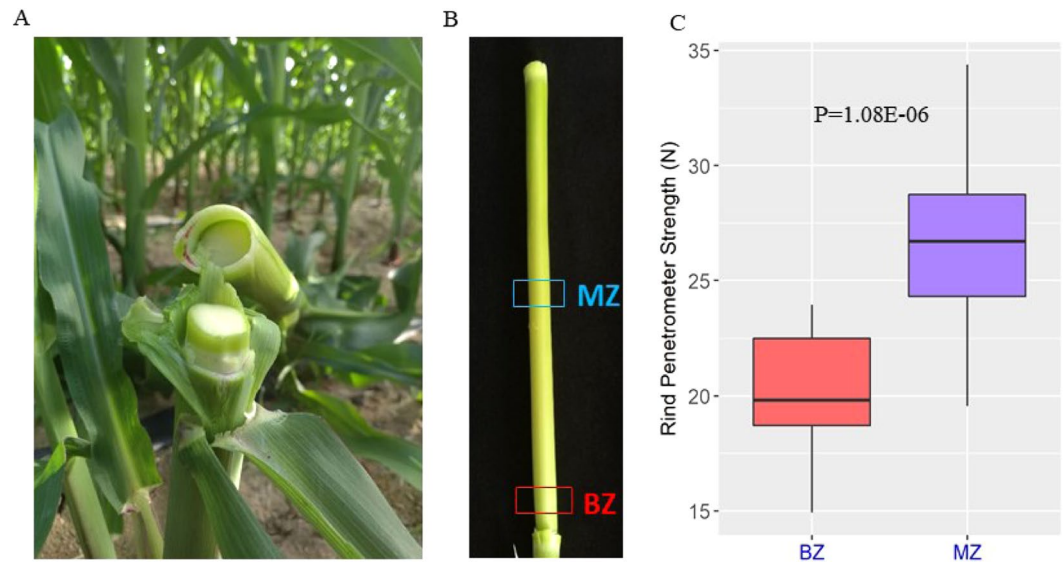 A
B
C
MZ
BZ
Rind Penetrometer Strength (N)
35
30
25
20
15
P=1.08E-06
BZ
MZ